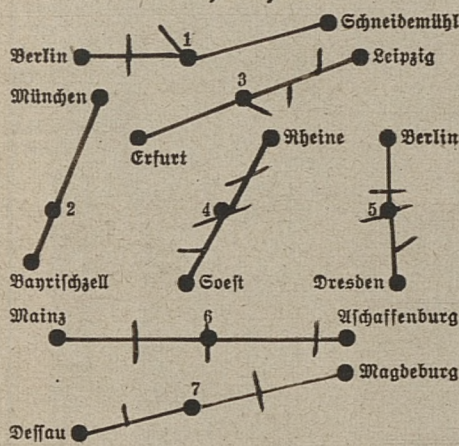 Schneidemühl
1
Berlin
Leipzig
3
München
Erfurt
Rheine
Berlin
2
4
5
Bayrischzell
Soest
Dresden
Mainz
6
Aschaffenburg
Magdeburg
7
Dessau